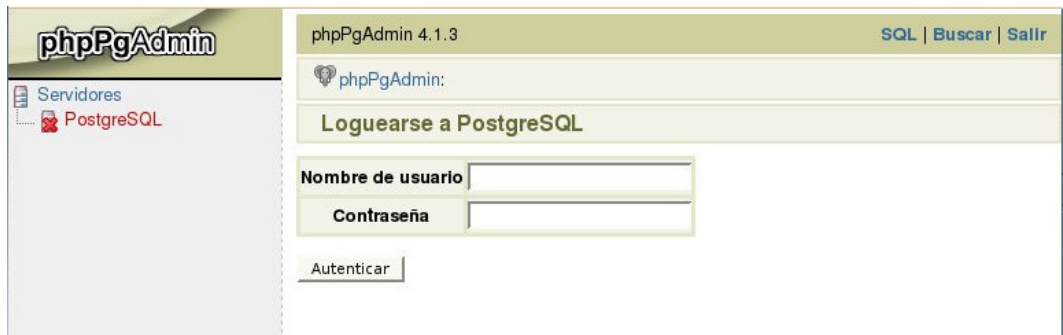 phpPgAdmin
Servidores
PostgreSQL
phpPgAdmin 4.1.3
SQL | Buscar | Salir
phpPgAdmin:
Loguearse a PostgreSQL
Nombre de usuario
Contraseña
Autenticar